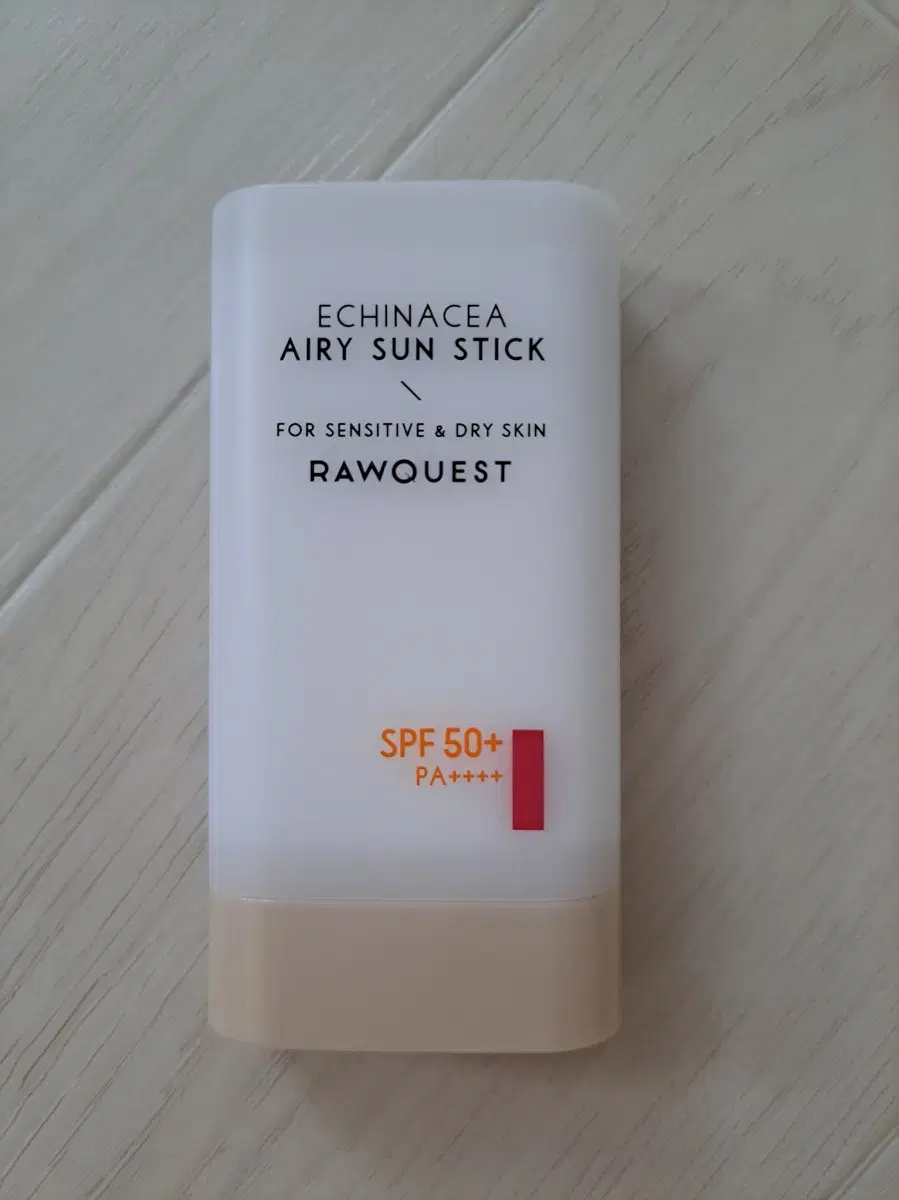 ECHINACEA
AIRY SUN STICK
FOR SENSITIVE & DRY SKIN
RAWQUEST
SPF 50+
PA++++